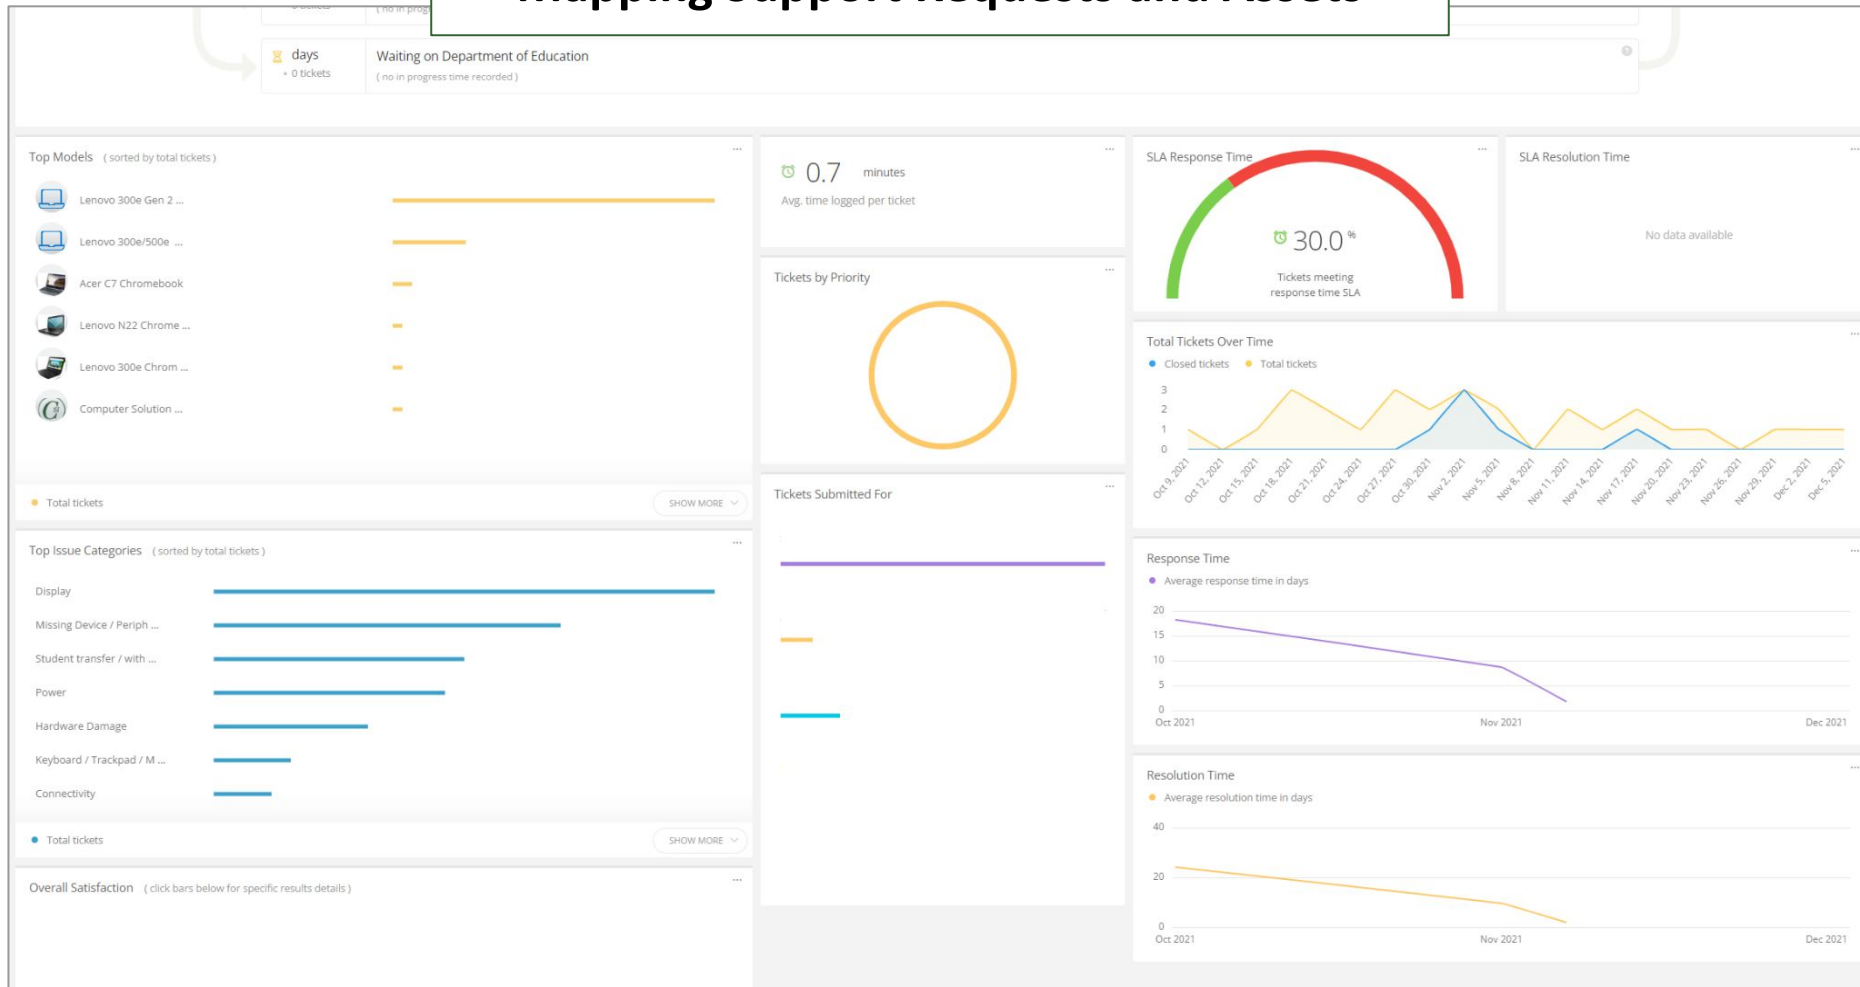 Mapping Support Requests and Assets
0 tickets
( no in prog
days
+ 0 tickets
Waiting on Department of Education
( no in progress time recorded )
Top Models ( sorted by total tickets )
Lenovo 300e Gen 2 ...
Lenovo 300e/500e ...
Acer C7 Chromebook
Lenovo N22 Chrome ...
Lenovo 300e Chrom ...
Computer Solution ...
Total tickets
SHOW MORE
Top Issue Categories ( sorted by total tickets )
Display
Missing Device / Periph ...
Student transfer / with ...
Power
Hardware Damage
Keyboard / Trackpad / M ...
Connectivity
Total tickets
SHOW MORE
Overall Satisfaction ( click bars below for specific results details )
0.7 minutes
Avg. time logged per ticket
Tickets by Priority
Tickets Submitted For
SLA Response Time
30.0 %
Tickets meeting
response time SLA
SLA Resolution Time
No data available
Total Tickets Over Time
Closed tickets Total tickets
3
2
1
0
Oct 9, 2021 Oct 12, 2021 Oct 15, 2021 Oct 18, 2021 Oct 21, 2021 Oct 24, 2021 Oct 27, 2021 Oct 30, 2021 Nov 2, 2021 Nov 5, 2021 Nov 8, 2021 Nov 11, 2021 Nov 14, 2021 Nov 17, 2021 Nov 20, 2021 Nov 23, 2021 Nov 26, 2021 Nov 29, 2021 Dec 2, 2021 Dec 5, 2021
Response Time
Average response time in days
20
15
10
5
0
Oct 2021 Nov 2021 Dec 2021
Resolution Time
Average resolution time in days
40
20
0
Oct 2021 Nov 2021 Dec 2021